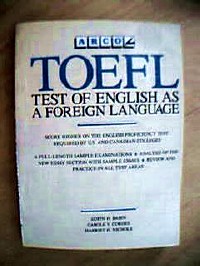 ARCO
TOEFL
TEST OF ENGLISH AS
A FOREIGN LANGUAGE
SCORE HIGHER ON THE ENGLISH PROFICIENCY TEST
REQUIRED BY U.S. AND CANADIAN COLLEGES
6 FULL-LENGTH SAMPLE EXAMINATIONS • ANALYSIS OF THE
NEW ESSAY SECTION WITH SAMPLE ESSAYS • REVIEW AND
PRACTICE IN ALL TEST AREAS
EDITH H. BABIN
CAROLE V. CORDES
HARRIET H. NICHOLS